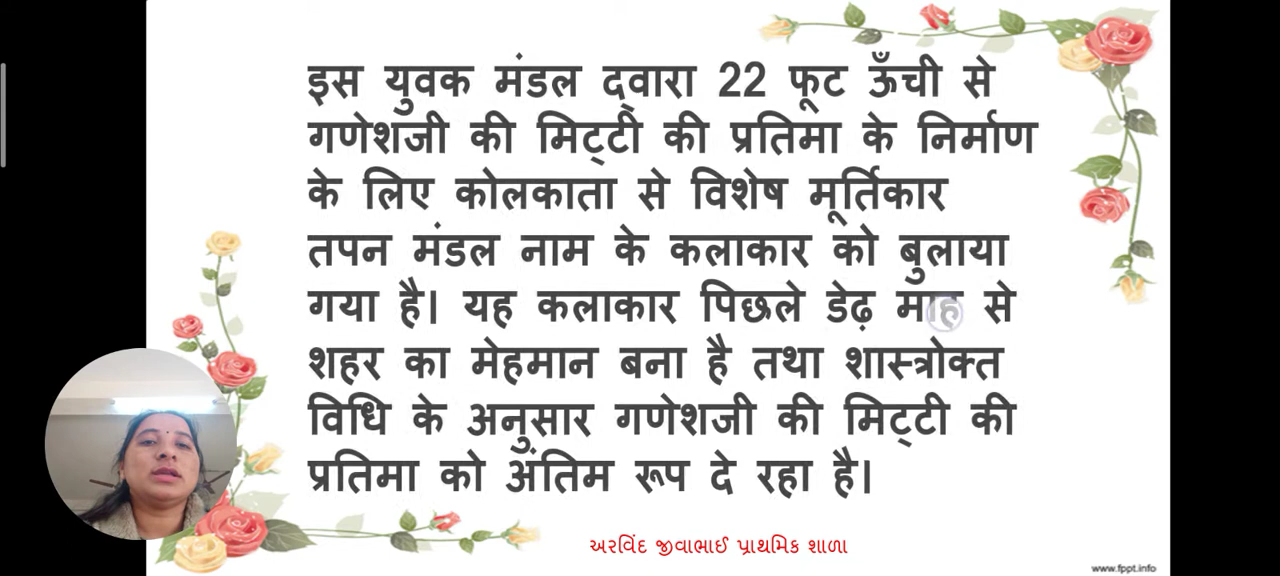 इस युवक मंडल द्वारा 22 फूट ऊँची से
गणेशजी की मिट्टी की प्रतिमा के निर्माण
के लिए कोलकाता से विशेष मूर्तिकार
तपन मंडल नाम के कलाकार को बुलाया
गया है। यह कलाकार पिछले डेढ़ माह से
शहर का मेहमान बना है तथा शास्त्रोक्त
विधि के अनुसार गणेशजी की मिट्टी की
प्रतिमा को अंतिम रूप दे रहा है।
અરવિંદ જીવાભાઈ પ્રાથમિક શાળા
www.fppt.info